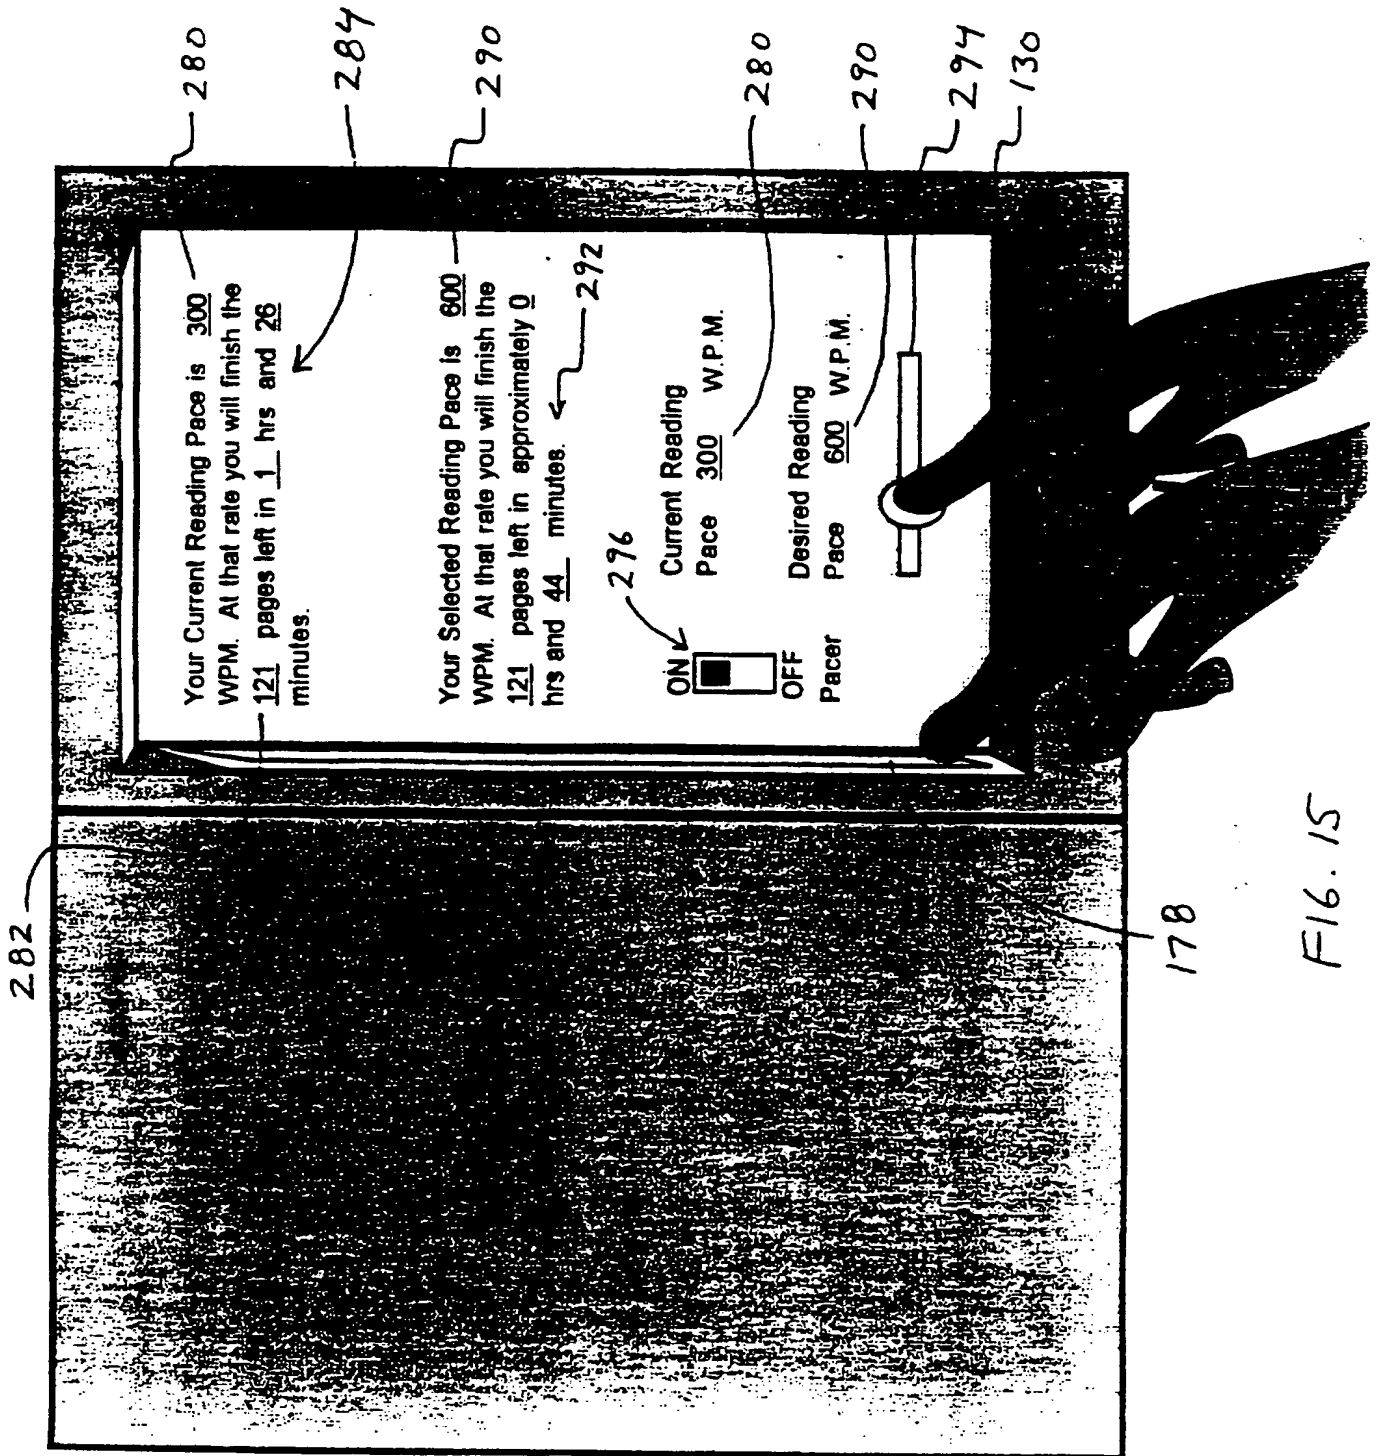 Your Current Reading Pace is 300
WPM. At that rate you will finish the
121 pages left in 1 hrs and 26
minutes.
Your Selected Reading Pace is 600
WPM. At that rate you will finish the
121 pages left in approximately 0
hrs and 44 minutes.
ON
OFF
Pacer
Current Reading
Pace 300 W.P.M.
Desired Reading
Pace 600 W.P.M.
280
284
290
292
296
280
290
294
130
282
178
FIG. 15